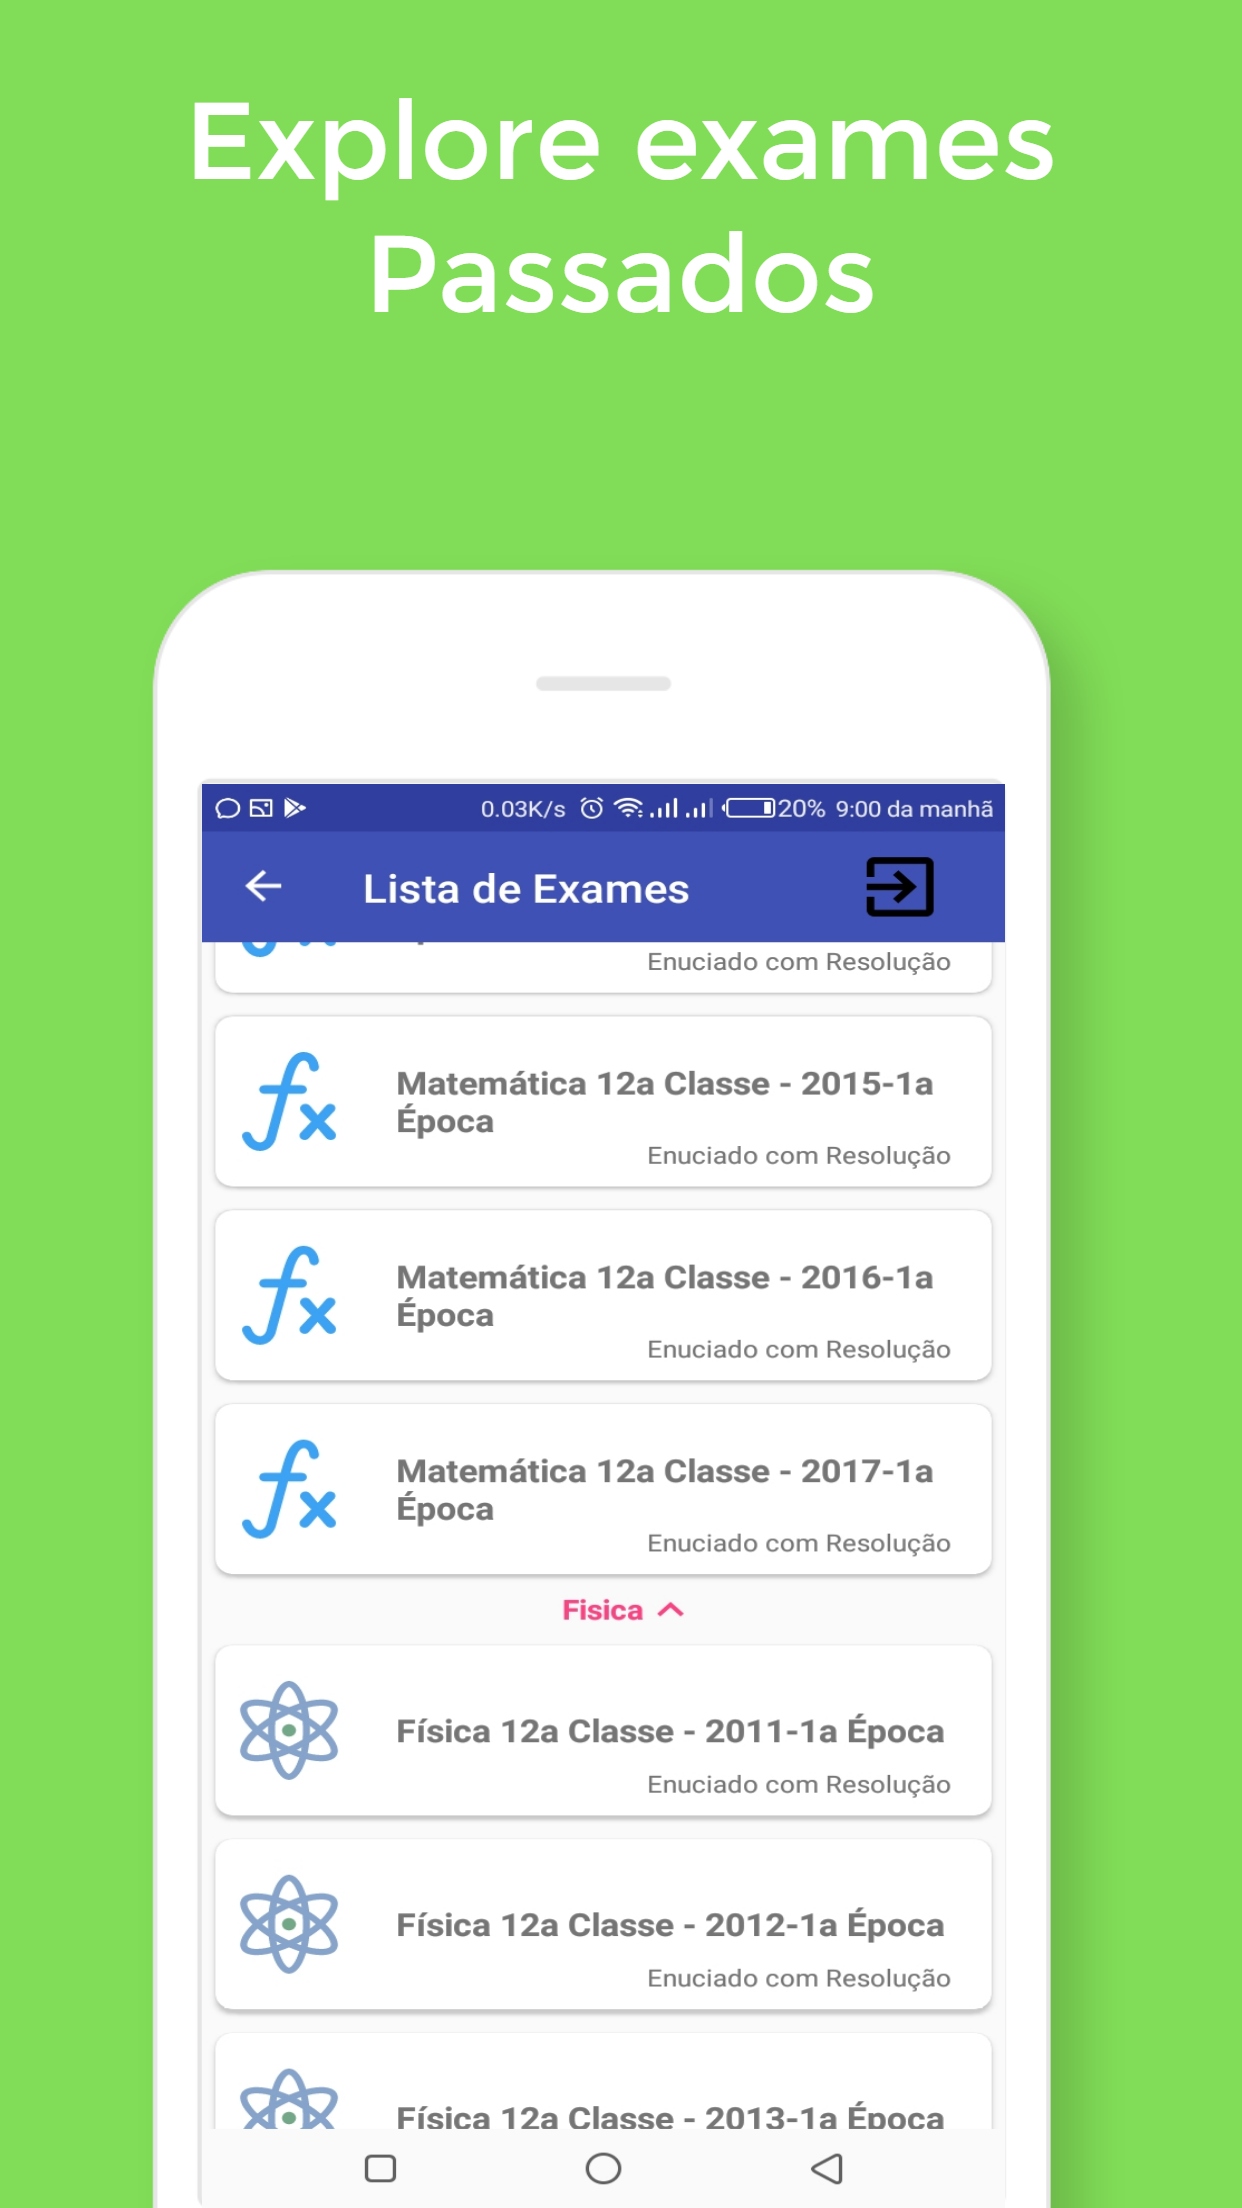 Explore exames
Passados
0.03K/s 20% 9:00 da manhã
Lista de Exames
Enuciado com Resolução
Matemática 12a Classe - 2015-1a
Época
Enuciado com Resolução
Matemática 12a Classe - 2016-1a
Época
Enuciado com Resolução
Matemática 12a Classe - 2017-1a
Época
Enuciado com Resolução
Fisica
Física 12a Classe - 2011-1a Época
Enuciado com Resolução
Física 12a Classe - 2012-1a Época
Enuciado com Resolução
Física 12a Classe - 2013-1a Época